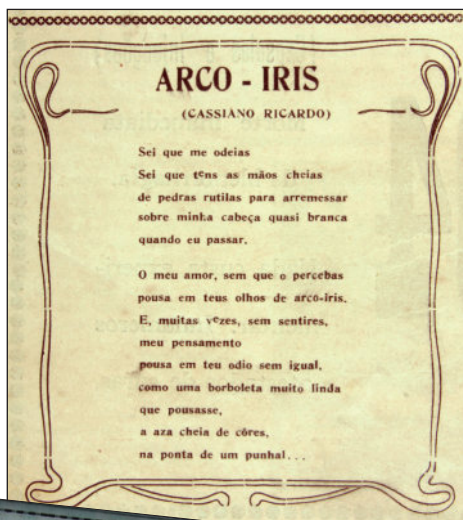 ARCO - IRIS
(CASSIANO RICARDO)
Sei que me odeias
Sei que tens as mãos cheias
de pedras rutilas para arremessar
sobre minha cabeça quasi branca
quando eu passar.
O meu amor, sem que o percebas
pousa em teus olhos de arco-iris.
E, muitas vezes, sem sentires,
meu pensamento
pousa em teu odio sem igual,
como uma borboleta muito linda
que pousasse,
a aza cheia de côres,
na ponta de um punhal...